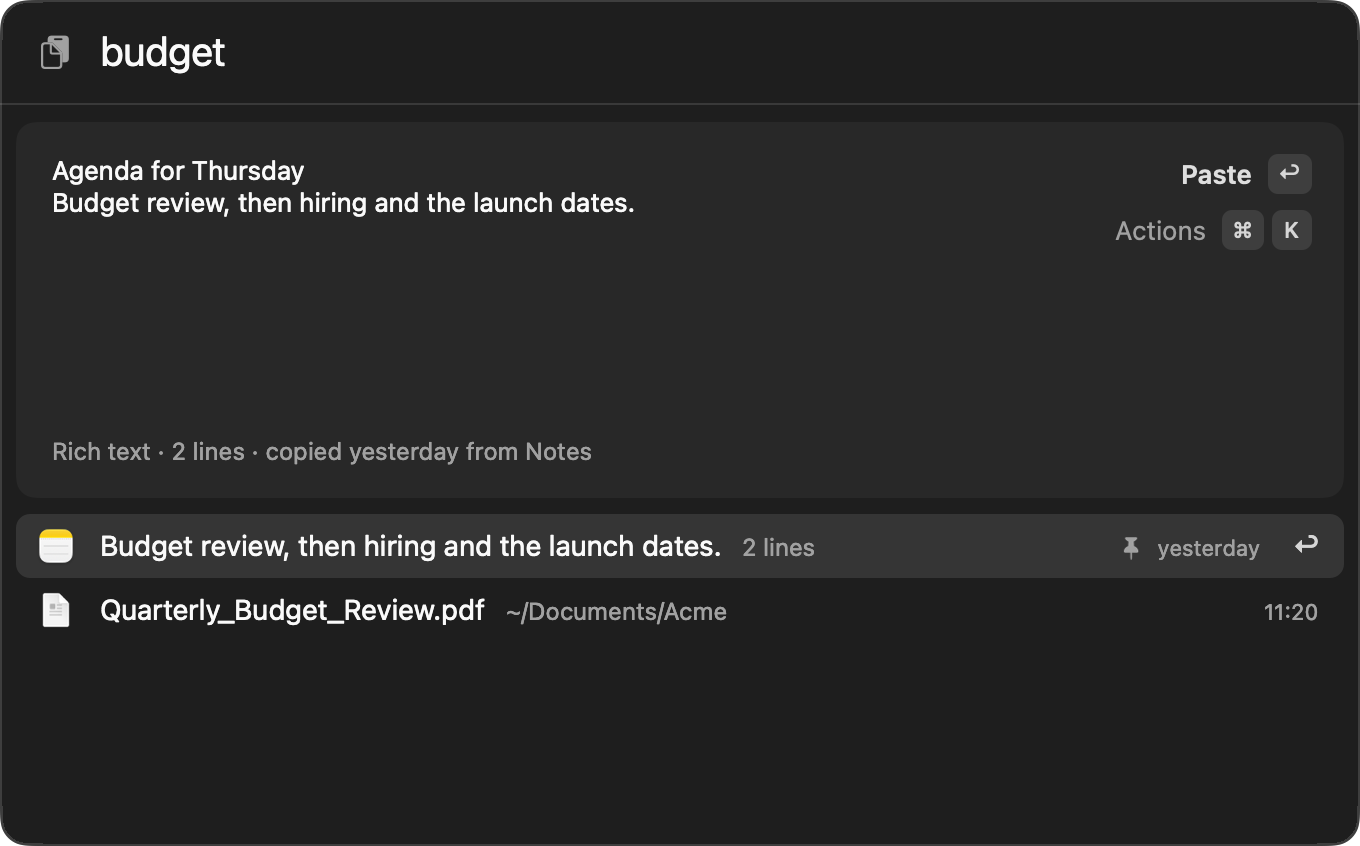 budget
Agenda for Thursday
Budget review, then hiring and the launch dates.
Paste ↩
Actions ⌘ K
Rich text · 2 lines · copied yesterday from Notes
Budget review, then hiring and the launch dates. 2 lines yesterday ↩
Quarterly_Budget_Review.pdf ~/Documents/Acme 11:20